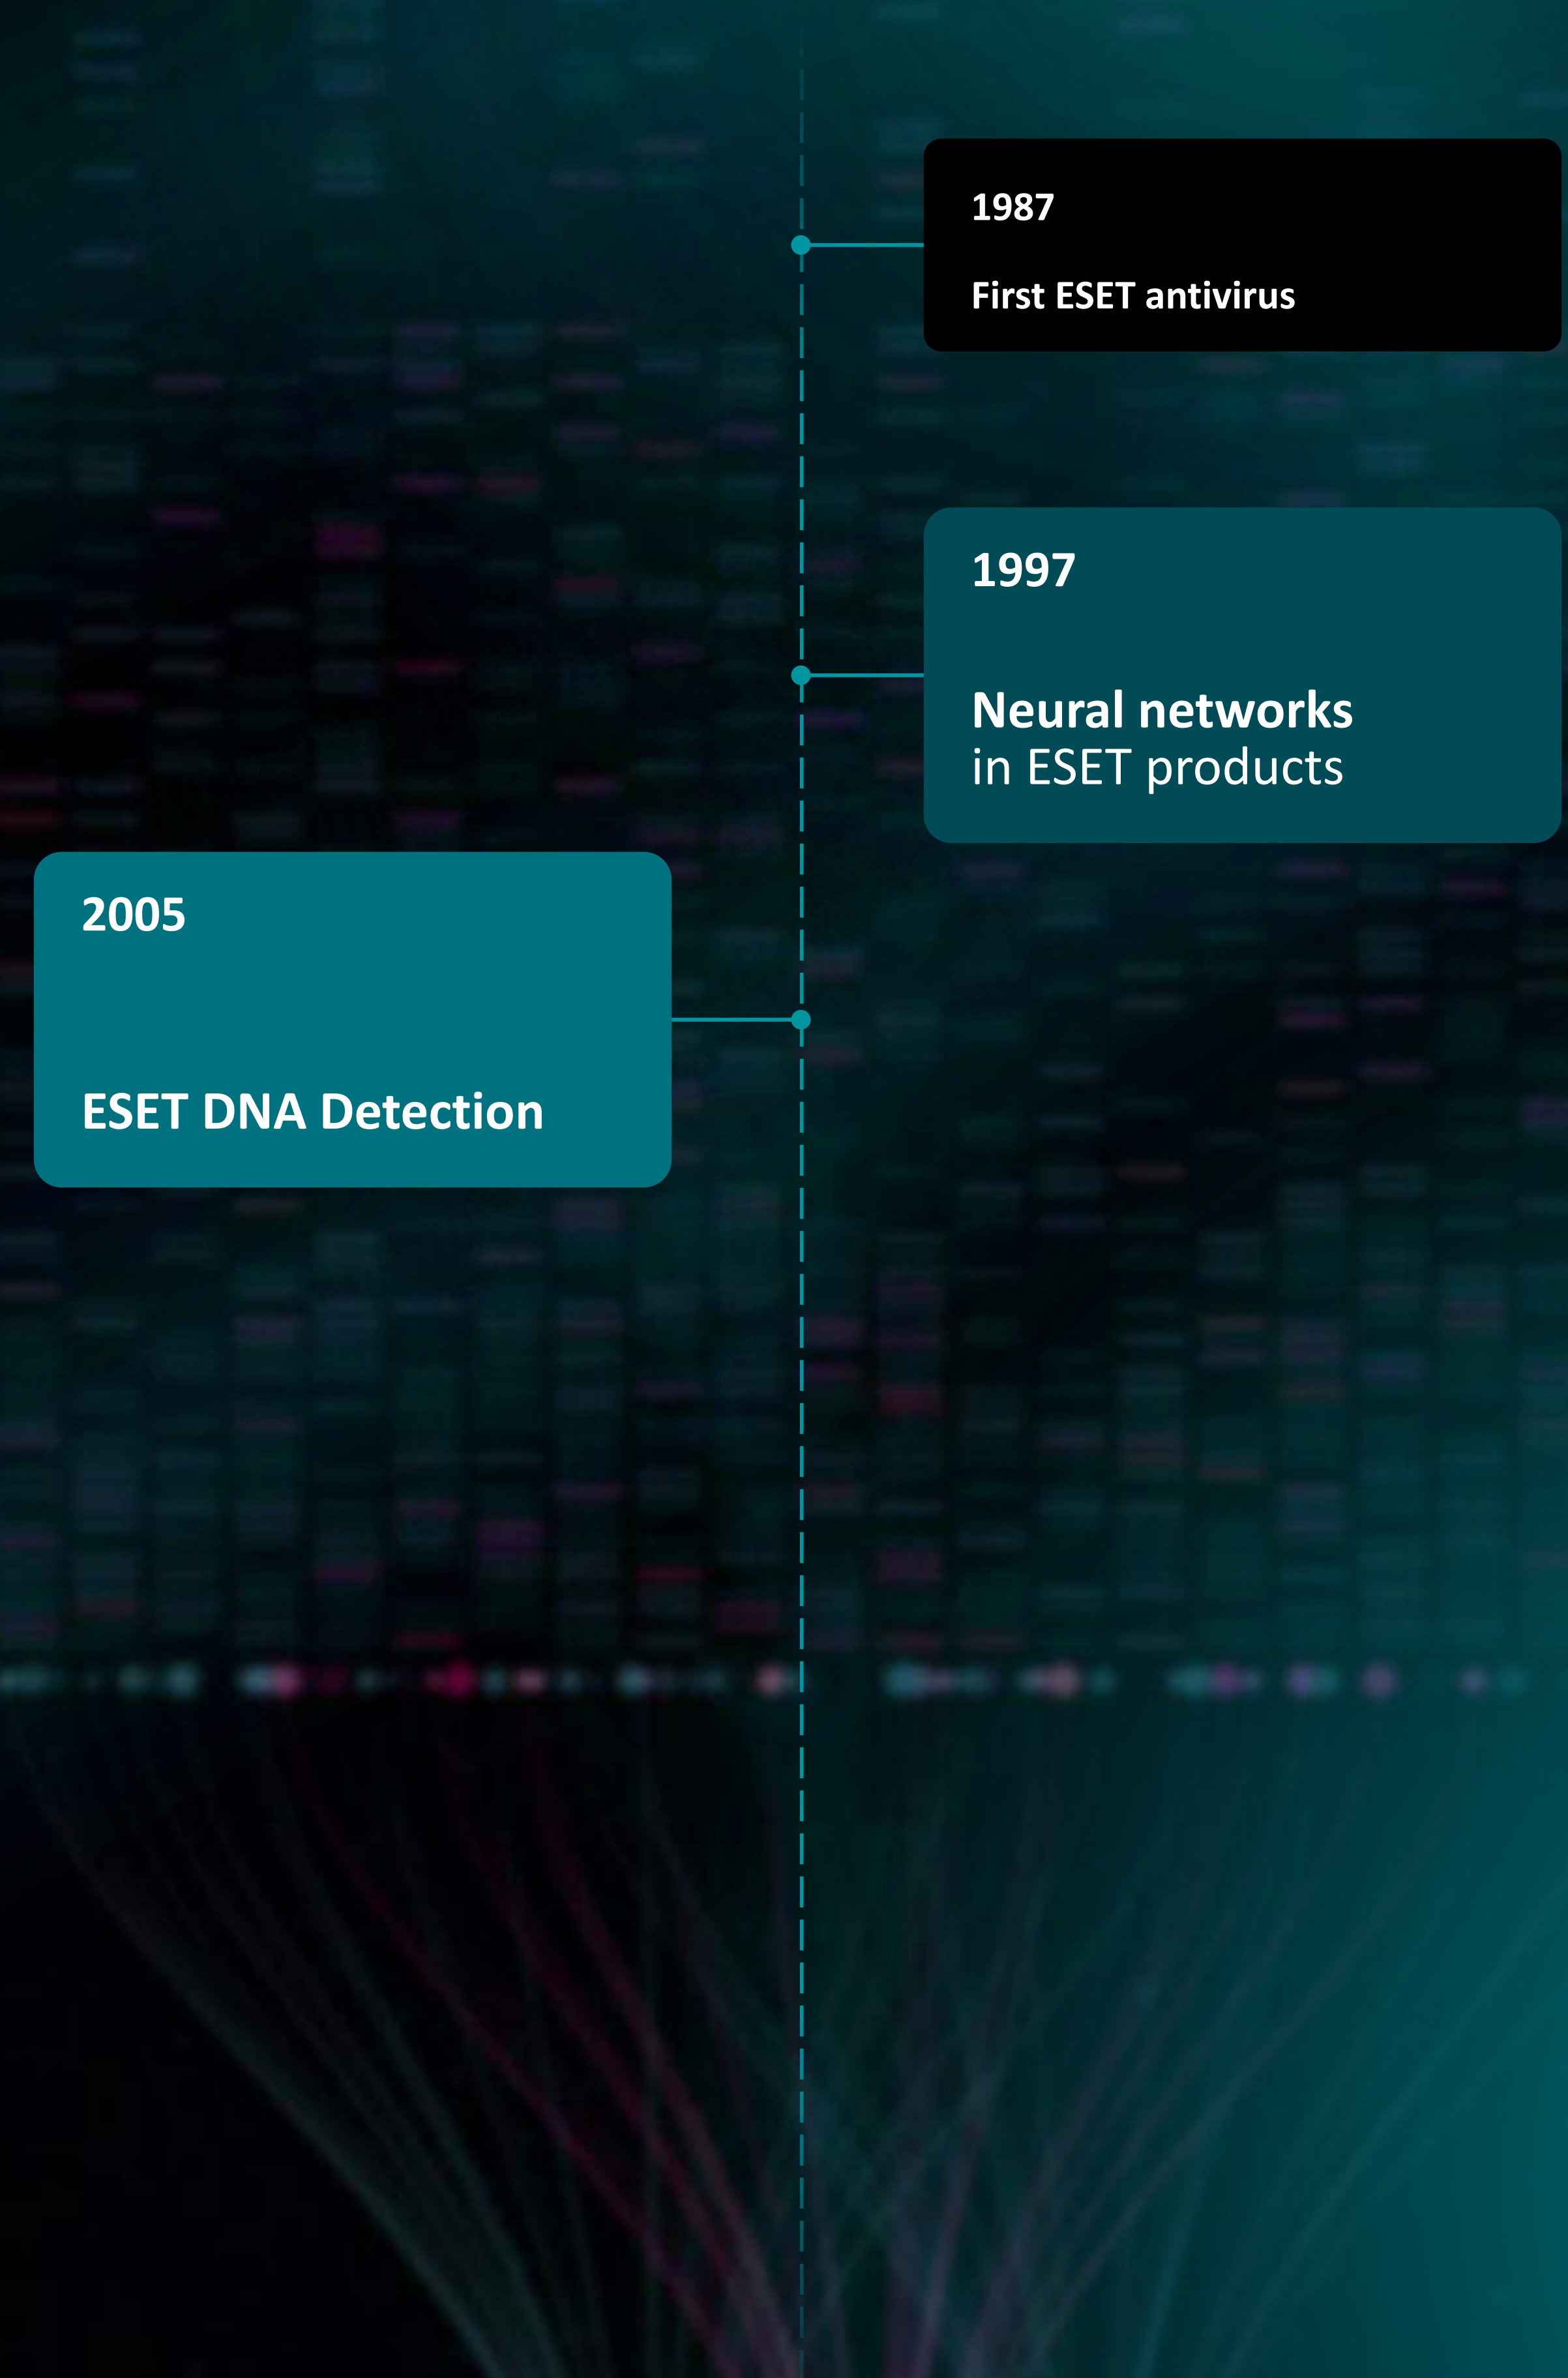 1987
First ESET antivirus
1997
Neural networks
in ESET products
2005
ESET DNA Detection